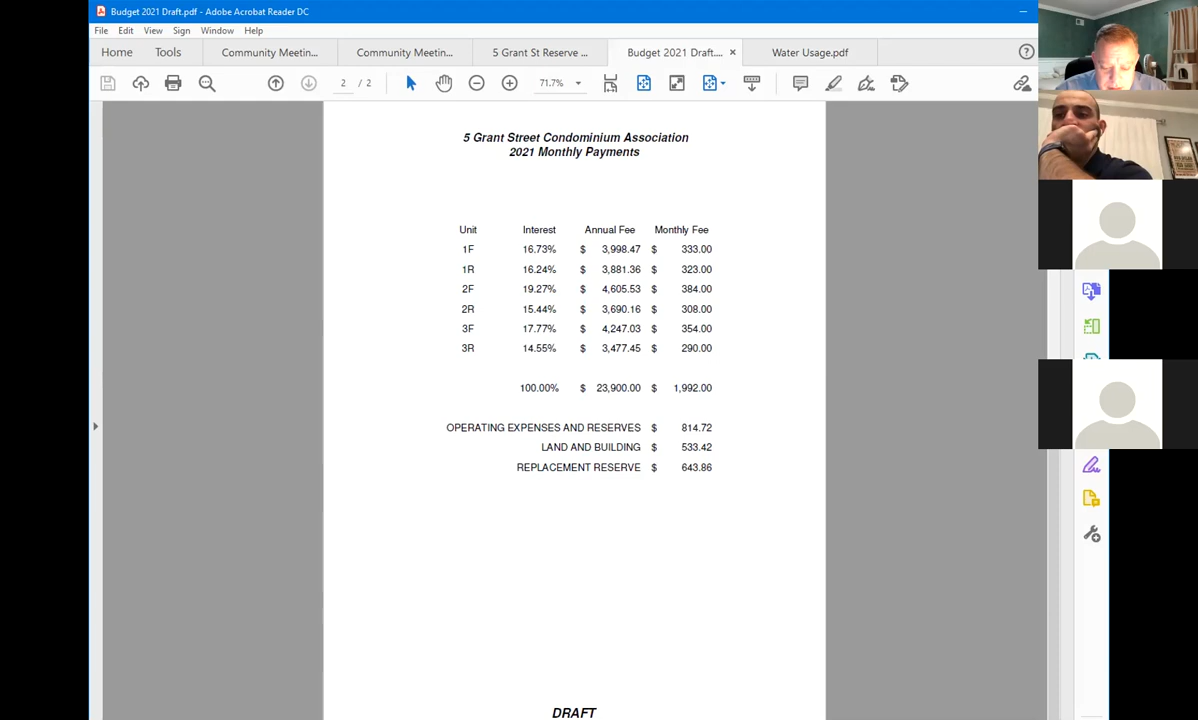 Budget 2021 Draft.pdf - Adobe Acrobat Reader DC
File Edit View Sign Window Help
Home Tools Community Meetin... Community Meetin... 5 Grant St Reserve ... Budget 2021 Draft.... × Water Usage.pdf
2 / 2 71.7%
5 Grant Street Condominium Association
2021 Monthly Payments
Unit Interest Annual Fee Monthly Fee
1F 16.73% $ 3,998.47 $ 333.00
1R 16.24% $ 3,881.36 $ 323.00
2F 19.27% $ 4,605.53 $ 384.00
2R 15.44% $ 3,690.16 $ 308.00
3F 17.77% $ 4,247.03 $ 354.00
3R 14.55% $ 3,477.45 $ 290.00
100.00% $ 23,900.00 $ 1,992.00
OPERATING EXPENSES AND RESERVES $ 814.72
LAND AND BUILDING $ 533.42
REPLACEMENT RESERVE $ 643.86
DRAFT